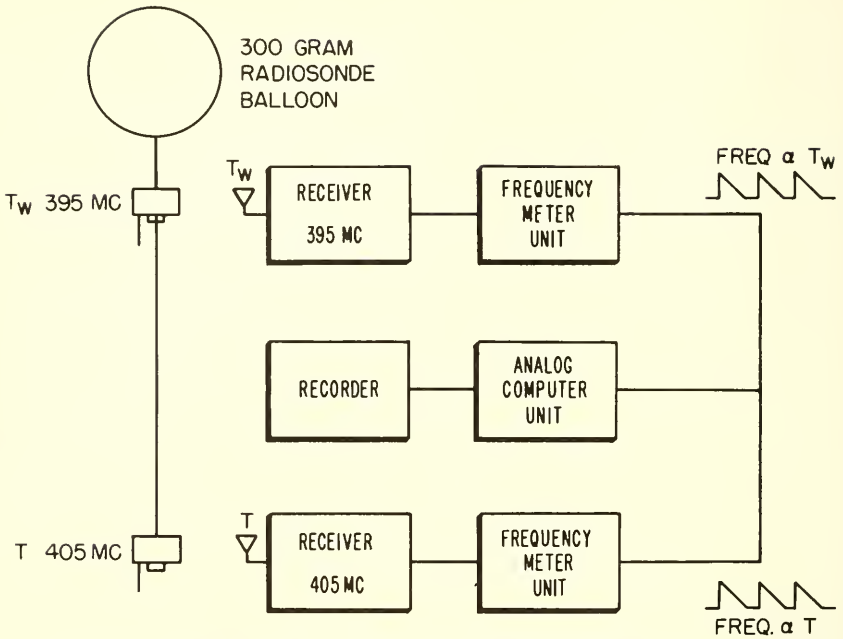 300 GRAM
RADIOSONDE
BALLOON
TW 395 MC
TW
RECEIVER
395 MC
FREQUENCY
METER
UNIT
FREQ α TW
RECORDER
ANALOG
COMPUTER
UNIT
T 405 MC
T
RECEIVER
405 MC
FREQUENCY
METER
UNIT
FREQ. α T